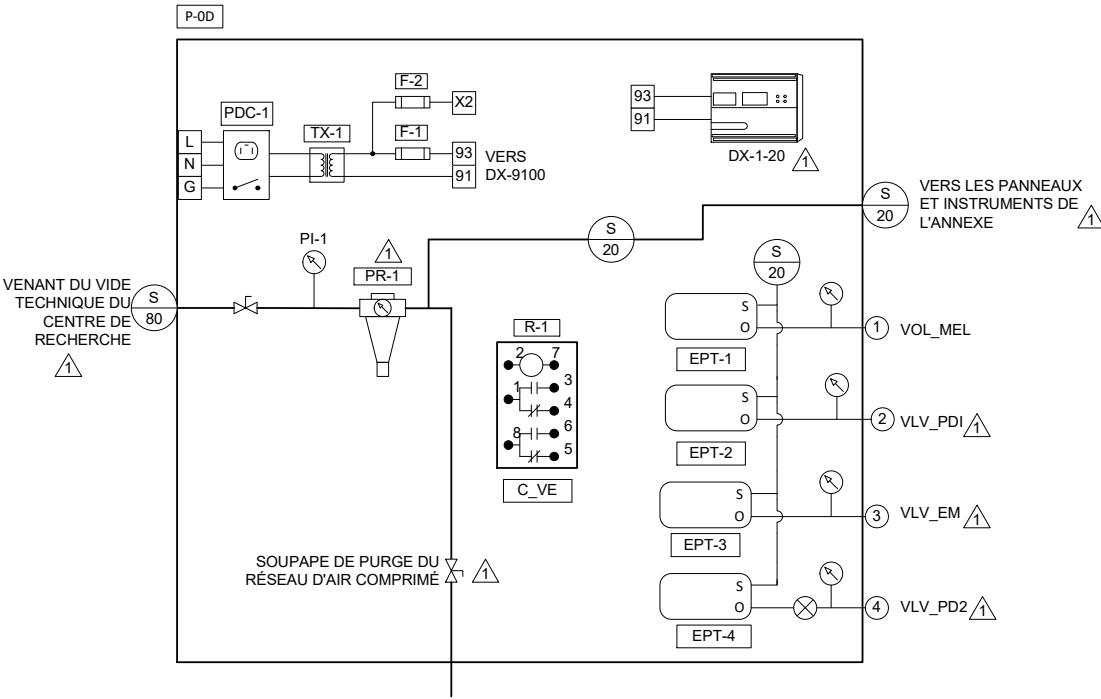 P-0D
F-2
X2
PDC-1
TX-1
F-1
L
N
G
93
91
VERS
DX-9100
93
91
DX-1-20
1
S
20
VERS LES PANNEAUX
ET INSTRUMENTS DE
L'ANNEXE
1
S
20
PI-1
1
PR-1
VENANT DU VIDE
TECHNIQUE DU
CENTRE DE
RECHERCHE
1
S
80
S
20
R-1
2
7
1
3
4
8
6
5
C_VE
S
O
EPT-1
1
VOL_MEL
S
O
EPT-2
2
VLV_PDI
1
S
O
EPT-3
3
VLV_EM
1
S
O
EPT-4
4
VLV_PD2
1
SOUPAPE DE PURGE DU
RÉSEAU D'AIR COMPRIMÉ
1